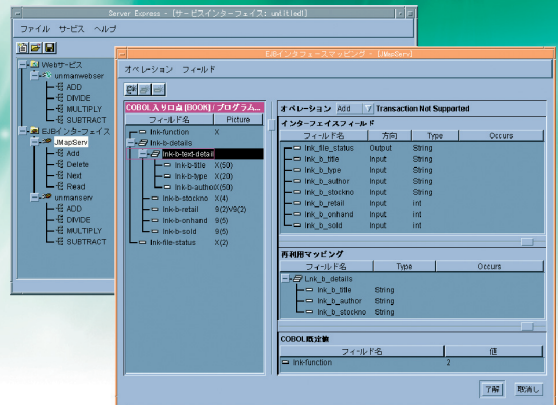 Server Express - [サービスインターフェイス: untitled1]
ファイル サービス ヘルプ
Webサービス
unmanwebser
ADD
DIVIDE
MULTIPLY
SUBTRACT
EJBインターフェイス
JMapServ
Add
Delete
Next
Read
unmanserv
ADD
DIVIDE
MULTIPLY
SUBTRACT
EJBインタフェースマッピング - [JMapServ]
オペレーション フィールド
COBOL入り口点 [BOOK] / プログラム...
フィールド名 Picture
lnk-function X
lnk-b-details
lnk-b-text-detail
lnk-b-title X(50)
lnk-b-type X(20)
lnk-b-author X(50)
lnk-b-stockno X(4)
lnk-b-retail 9(2)V9(2)
lnk-b-onhand 9(5)
lnk-b-sold 9(5)
lnk-file-status X(2)
オペレーション Add Transaction Not Supported
インターフェイスフィールド
フィールド名 方向 Type Occurs
lnk_file_status Output String
lnk_b_title Input String
lnk_b_type Input String
lnk_b_author Input String
lnk_b_stockno Input String
lnk_b_retail Input int
lnk_b_onhand Input int
lnk_b_sold Input int
再利用マッピング
フィールド名 Type Occurs
Lnk_b_details
lnk_b_title String
lnk_b_author String
lnk_b_stockno String
COBOL既定値
フィールド名 値
lnk-function 2
了解 取消し